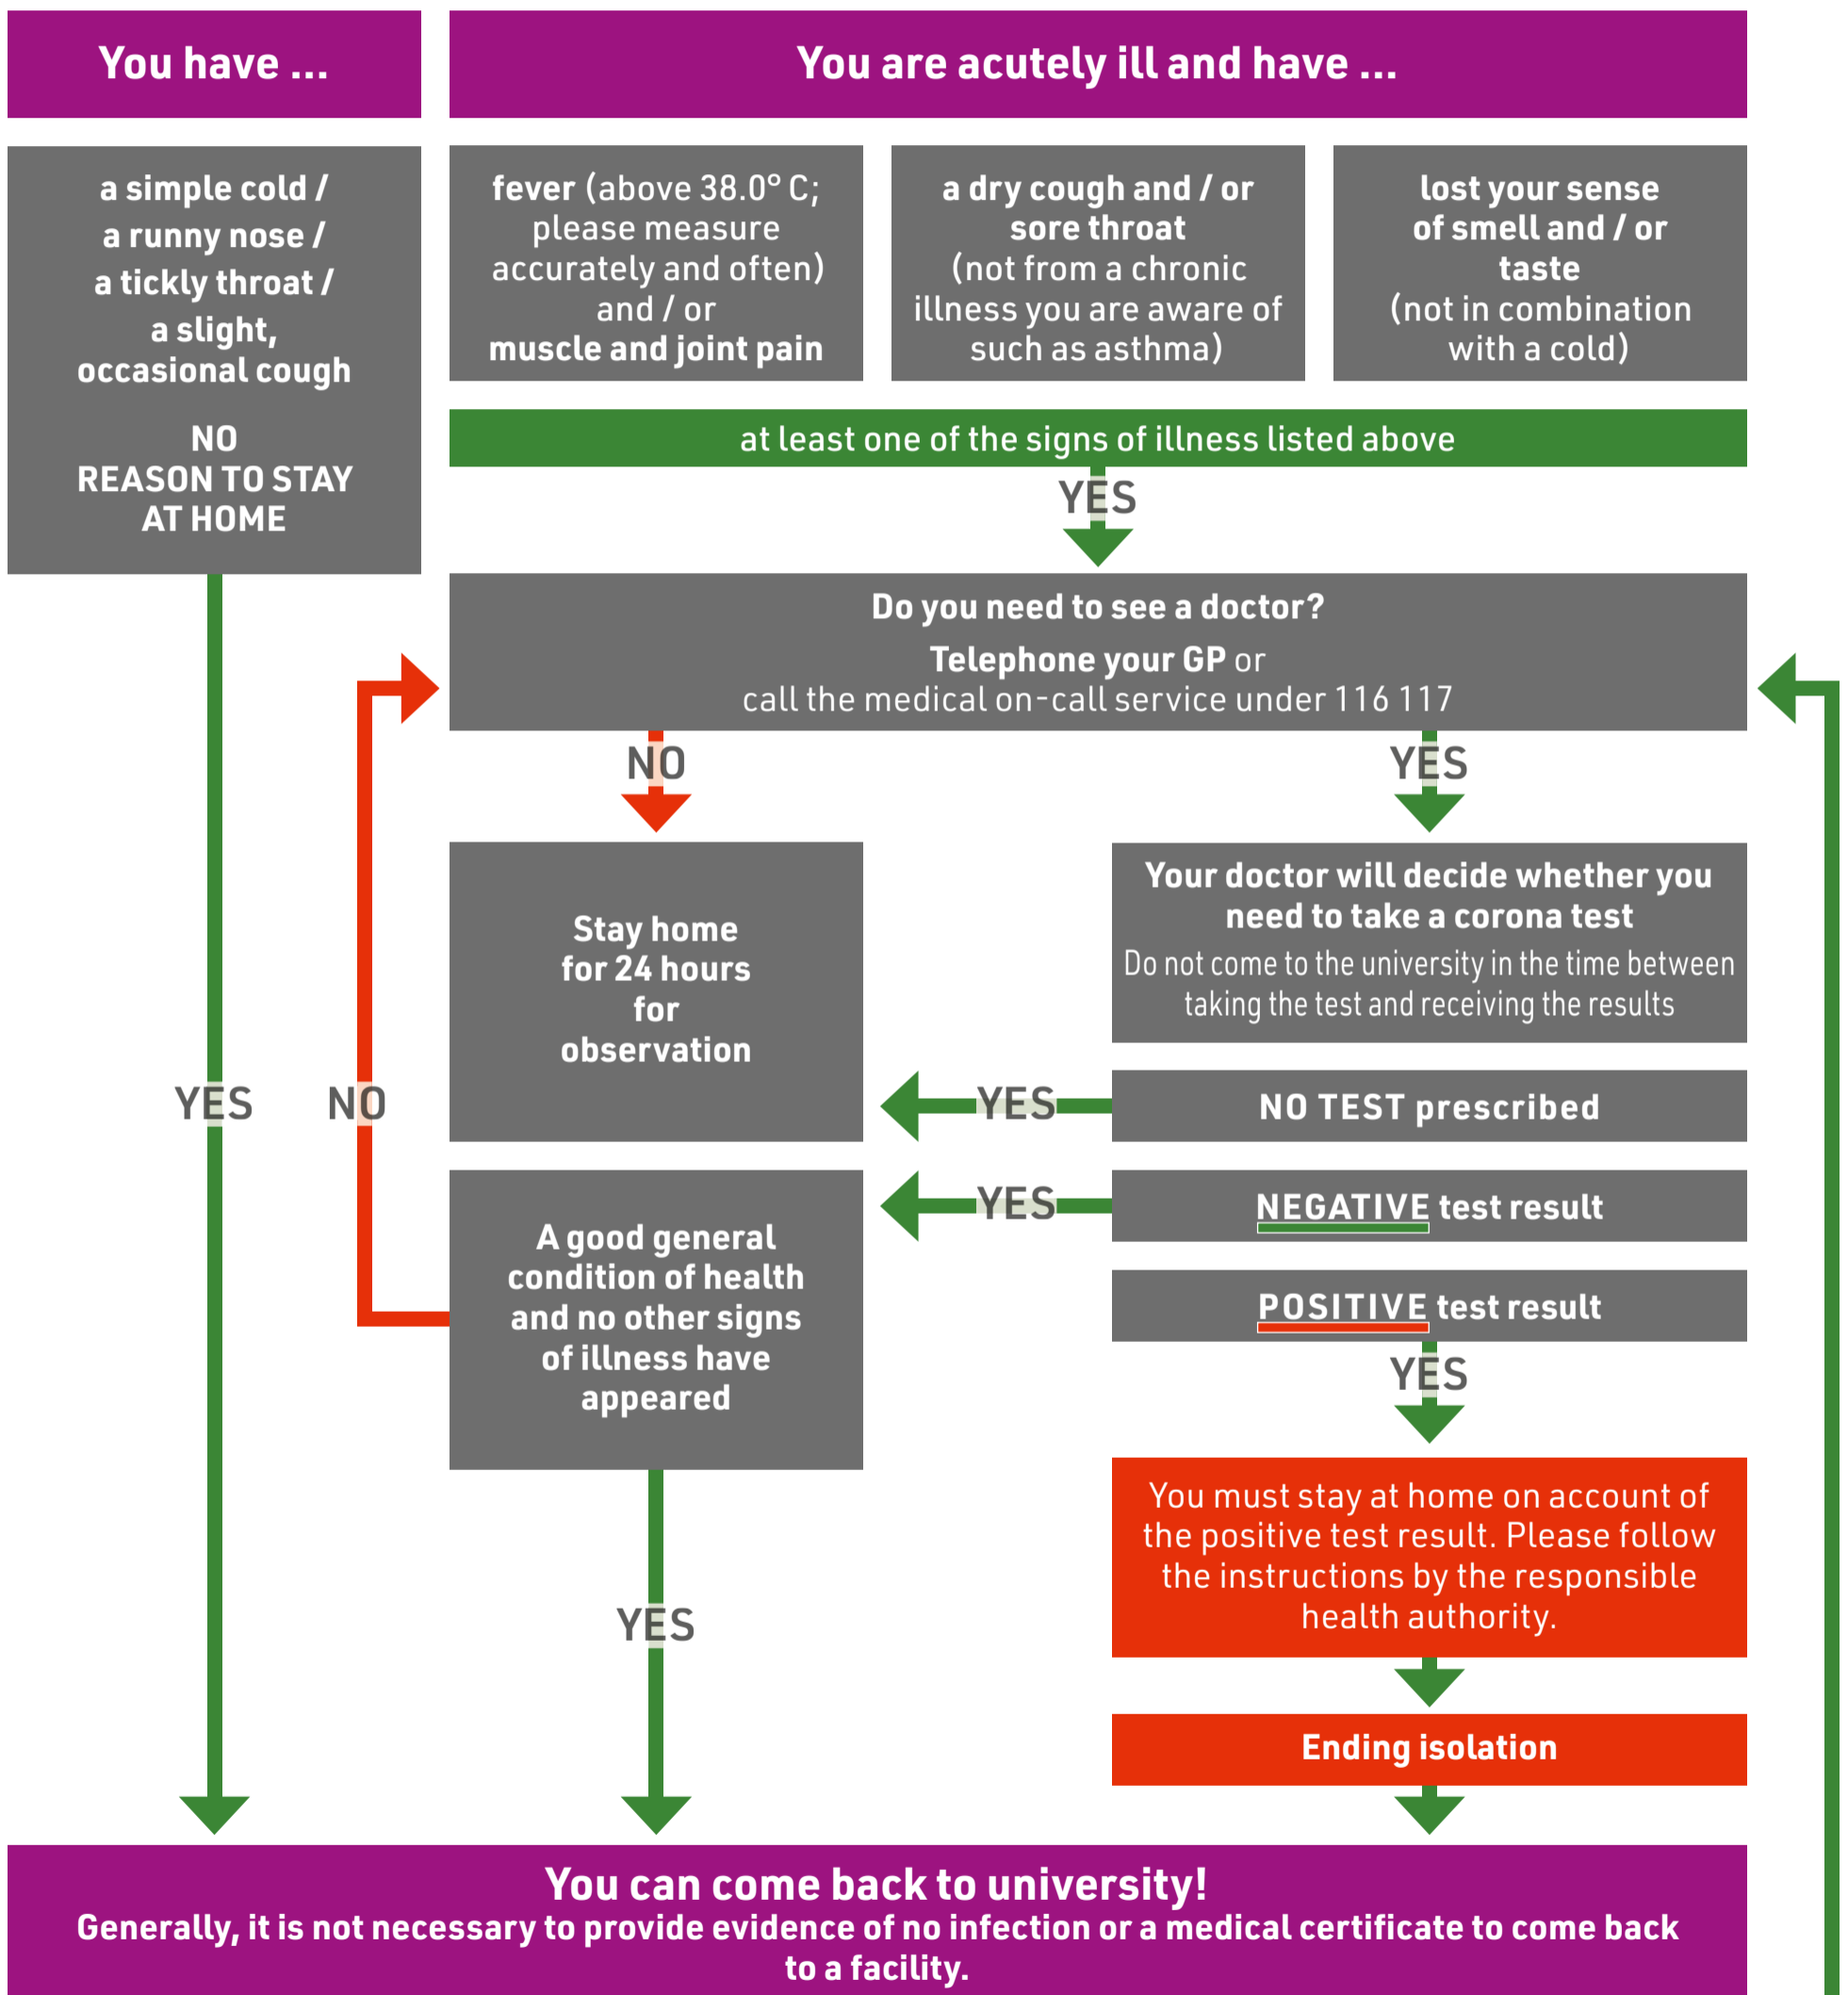 You have ...
You are acutely ill and have ...
a simple cold /
a runny nose /
a tickly throat /
a slight,
occasional cough
NO
REASON TO STAY
AT HOME
fever (above 38.0° C;
please measure
accurately and often)
and / or
muscle and joint pain
a dry cough and / or
sore throat
(not from a chronic
illness you are aware of
such as asthma)
lost your sense
of smell and / or
taste
(not in combination
with a cold)
at least one of the signs of illness listed above
YES
Do you need to see a doctor?
Telephone your GP or
call the medical on-call service under 116 117
NO
YES
Stay home
for 24 hours
for
observation
Your doctor will decide whether you
need to take a corona test
Do not come to the university in the time between
taking the test and receiving the results
YES
NO
YES
NO TEST prescribed
YES
NEGATIVE test result
A good general
condition of health
and no other signs
of illness have
appeared
POSITIVE test result
YES
You must stay at home on account of
the positive test result. Please follow
the instructions by the responsible
health authority.
YES
Ending isolation
You can come back to university!
Generally, it is not necessary to provide evidence of no infection or a medical certificate to come back
to a facility.